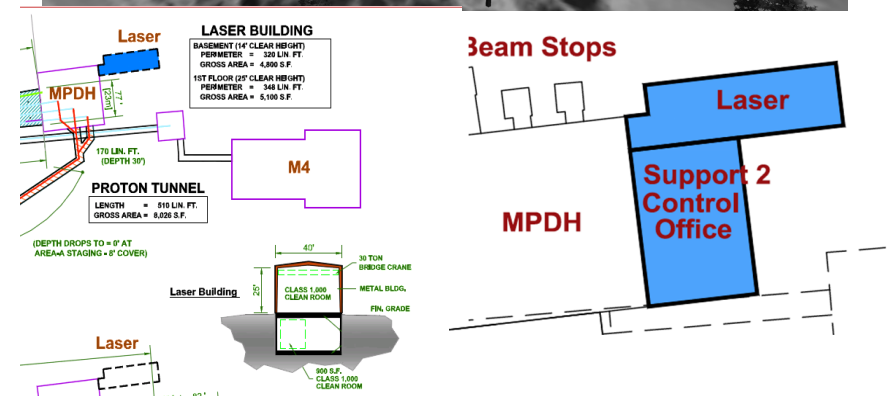 Laser
LASER BUILDING
BASEMENT (14' CLEAR HEIGHT)
PERIMETER = 320 LIN. FT.
GROSS AREA = 4,800 S.F.
1ST FLOOR (25' CLEAR HEIGHT)
PERIMETER = 348 LIN. FT.
GROSS AREA = 5,100 S.F.
MPDH
77'
[23m]
170 LIN. FT.
(DEPTH 30')
M4
PROTON TUNNEL
LENGTH = 510 LIN. FT.
GROSS AREA = 8,026 S.F.
(DEPTH DROPS TO = 0' AT
AREA-A STAGING - 8' COVER)
40'
30 TON
BRIDGE CRANE
25'
CLASS 1,000
CLEAN ROOM
METAL BLDG.
Laser Building
FIN. GRADE
900 S.F.
CLASS 1,000
CLEAN ROOM
Laser
Beam Stops
Laser
Support 2
Control
Office
MPDH